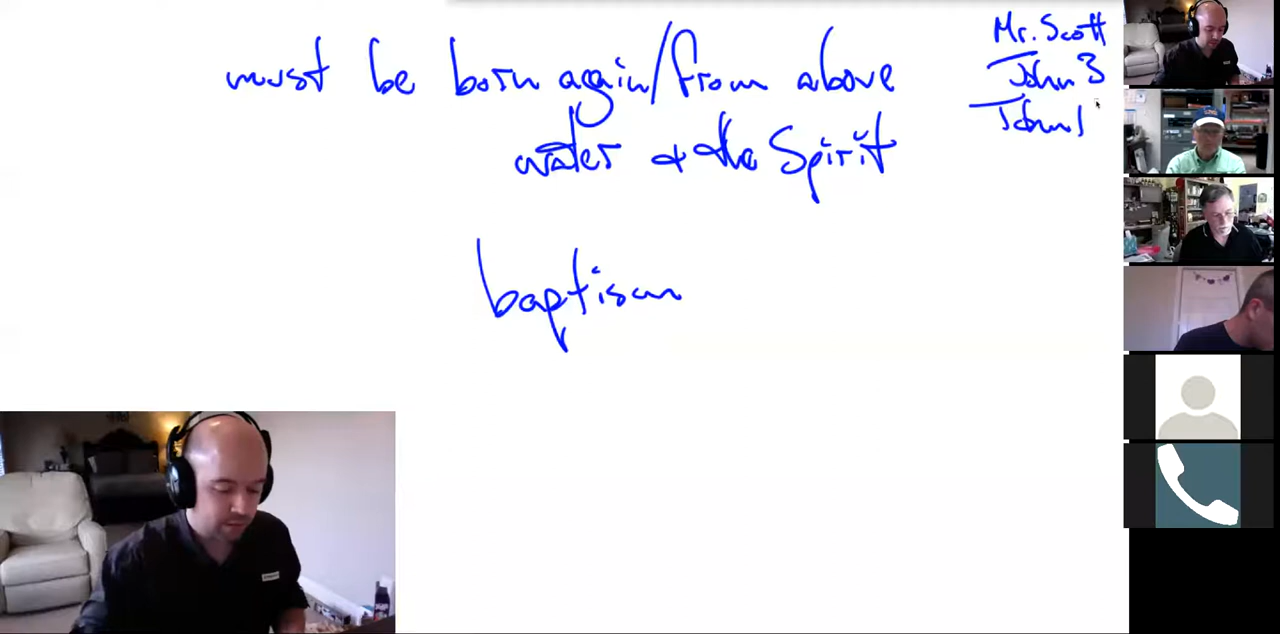 must be born again/from above
water & the Spirit
baptism
Mr. Scott
John 3
John 1